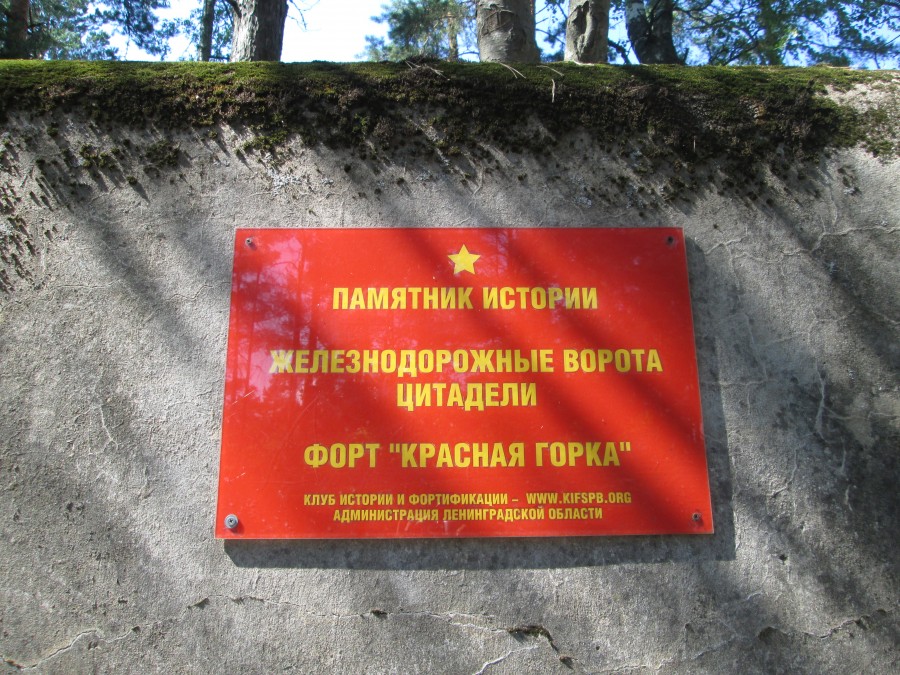 ПАМЯТНИК ИСТОРИИ
ЖЕЛЕЗНОДОРОЖНЫЕ ВОРОТА
ЦИТАДЕЛИ
ФОРТ "КРАСНАЯ ГОРКА"
КЛУБ ИСТОРИИ И ФОРТИФИКАЦИИ – WWW.KIFSPB.ORG
АДМИНИСТРАЦИЯ ЛЕНИНГРАДСКОЙ ОБЛАСТИ